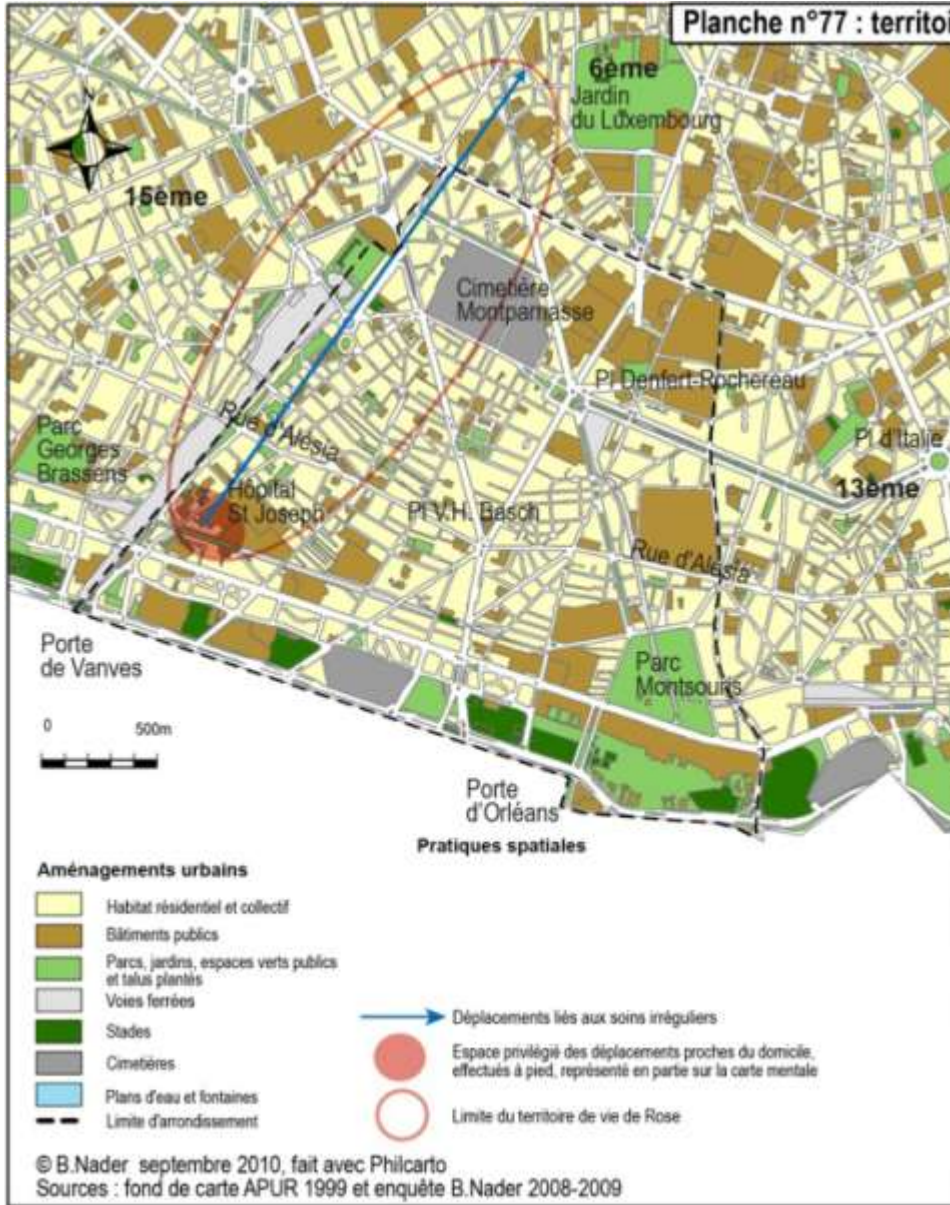 Planche n°77 : territoi
6ème
Jardin
du Luxembourg
N
15ème
Cimetière
Montparnasse
Pl Denfert-Rochereau
Rue d'Alésia
Parc
Georges
Brassens
Pl d'Italie
13ème
Hôpital
St Joseph
Pl V.H. Basch
Rue d'Alésia
Porte
de Vanves
Parc
Montsouris
0 500m
Porte
d'Orléans
Pratiques spatiales
Aménagements urbains
Habitat résidentiel et collectif
Bâtiments publics
Parcs, jardins, espaces verts publics
et talus plantés
Voies ferrées
Stades
Cimetières
Plans d'eau et fontaines
Limite d'arrondissement
Déplacements liés aux soins irréguliers
Espace privilégié des déplacements proches du domicile,
effectués à pied, représenté en partie sur la carte mentale
Limite du territoire de vie de Rose
© B.Nader septembre 2010, fait avec Philcarto
Sources : fond de carte APUR 1999 et enquête B.Nader 2008-2009